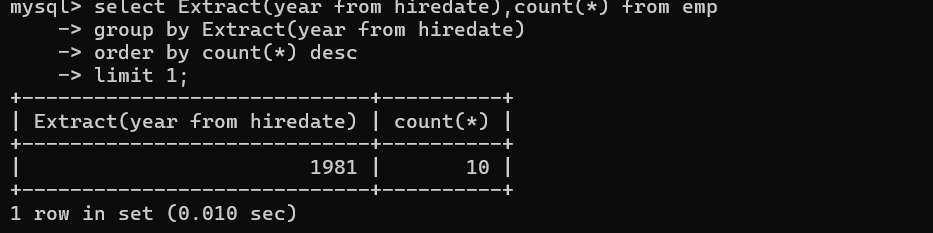 mysql> select Extract(year from hiredate),count(*) from emp
    -> group by Extract(year from hiredate)
    -> order by count(*) desc
    -> limit 1;
+-----------------------------+----------+
| Extract(year from hiredate) | count(*) |
+-----------------------------+----------+
|                        1981 |       10 |
+-----------------------------+----------+
1 row in set (0.010 sec)